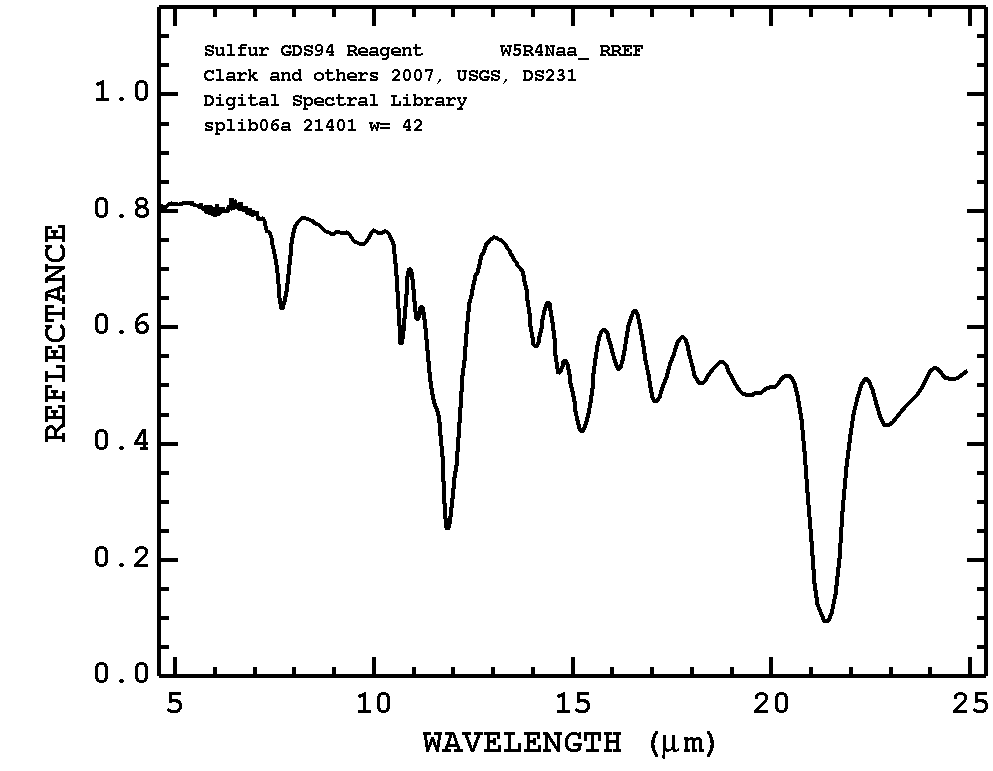 Sulfur GDS94 Reagent W5R4Naa_ RREF
Clark and others 2007, USGS, DS231
Digital Spectral Library
splib06a 21401 w= 42
1.0
0.8
0.6
0.4
0.2
0.0
REFLECTANCE
5 10 15 20 25
WAVELENGTH (μm)